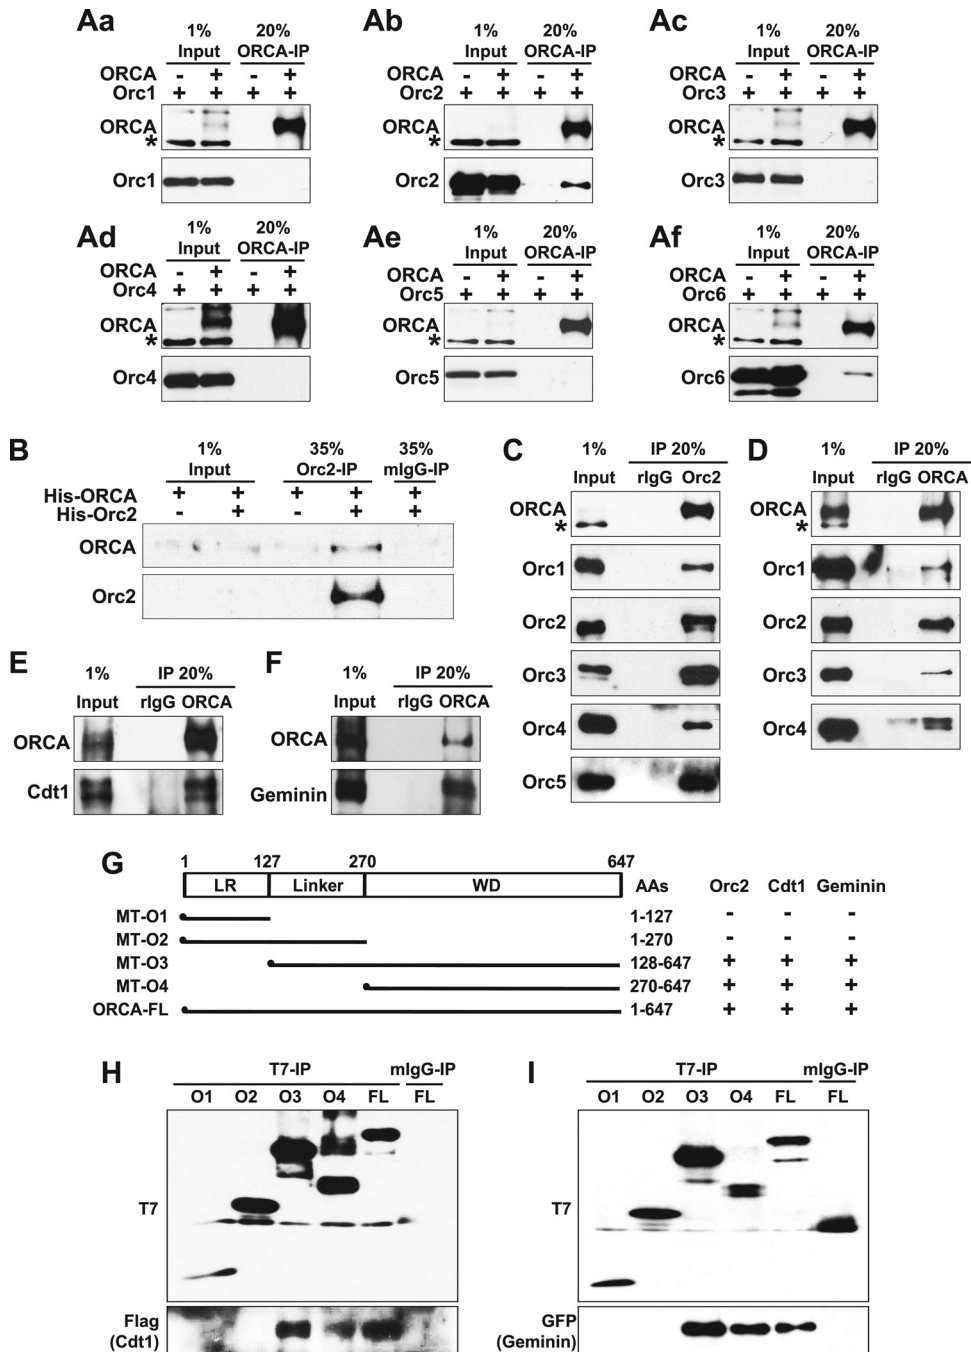 Aa Ab Ac
1% 20% 1% 20% 1% 20%
Input ORCA-IP Input ORCA-IP Input ORCA-IP
ORCA - + - + ORCA - + - + ORCA - + - +
Orc1 + + + + Orc2 + + + + Orc3 + + + +
ORCA ORCA ORCA
* * *
Orc1 Orc2 Orc3
Ad Ae Af
1% 20% 1% 20% 1% 20%
Input ORCA-IP Input ORCA-IP Input ORCA-IP
ORCA - + - + ORCA - + - + ORCA - + - +
Orc4 + + + + Orc5 + + + + Orc6 + + + +
ORCA ORCA ORCA
* * *
Orc4 Orc5 Orc6
B
1% 35% 35%
Input Orc2-IP mIgG-IP
His-ORCA + + + + +
His-Orc2 - + - + +
ORCA
Orc2
C
1% IP 20%
Input rIgG Orc2
ORCA
*
Orc1
Orc2
Orc3
Orc4
Orc5
D
1% IP 20%
Input rIgG ORCA
ORCA
*
Orc1
Orc2
Orc3
Orc4
E
1% IP 20%
Input rIgG ORCA
ORCA
Cdt1
F
1% IP 20%
Input rIgG ORCA
ORCA
Geminin
G
1 127 270 647
LR Linker WD AAs Orc2 Cdt1 Geminin
MT-O1 1-127 - - -
MT-O2 1-270 - - -
MT-O3 128-647 + + +
MT-O4 270-647 + + +
ORCA-FL 1-647 + + +
H
T7-IP mIgG-IP
O1 O2 O3 O4 FL FL
T7
Flag
(Cdt1)
I
T7-IP mIgG-IP
O1 O2 O3 O4 FL FL
T7
GFP
(Geminin)